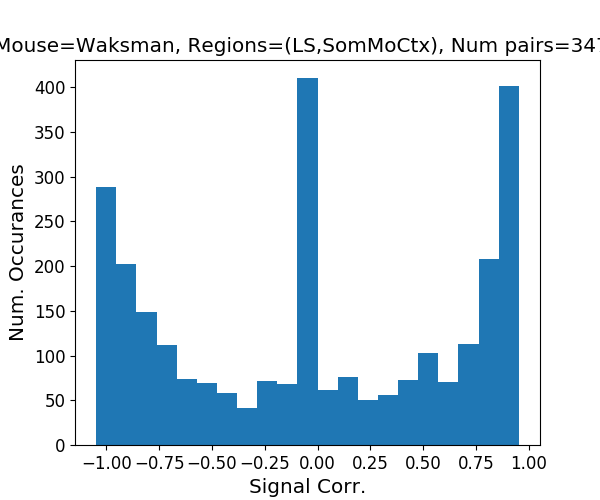 Mouse=Waksman, Regions=(LS,SomMoCtx), Num pairs=347
400
350
300
250
200
150
100
50
0
Num. Occurances
−1.00 −0.75 −0.50 −0.25 0.00 0.25 0.50 0.75 1.00
Signal Corr.